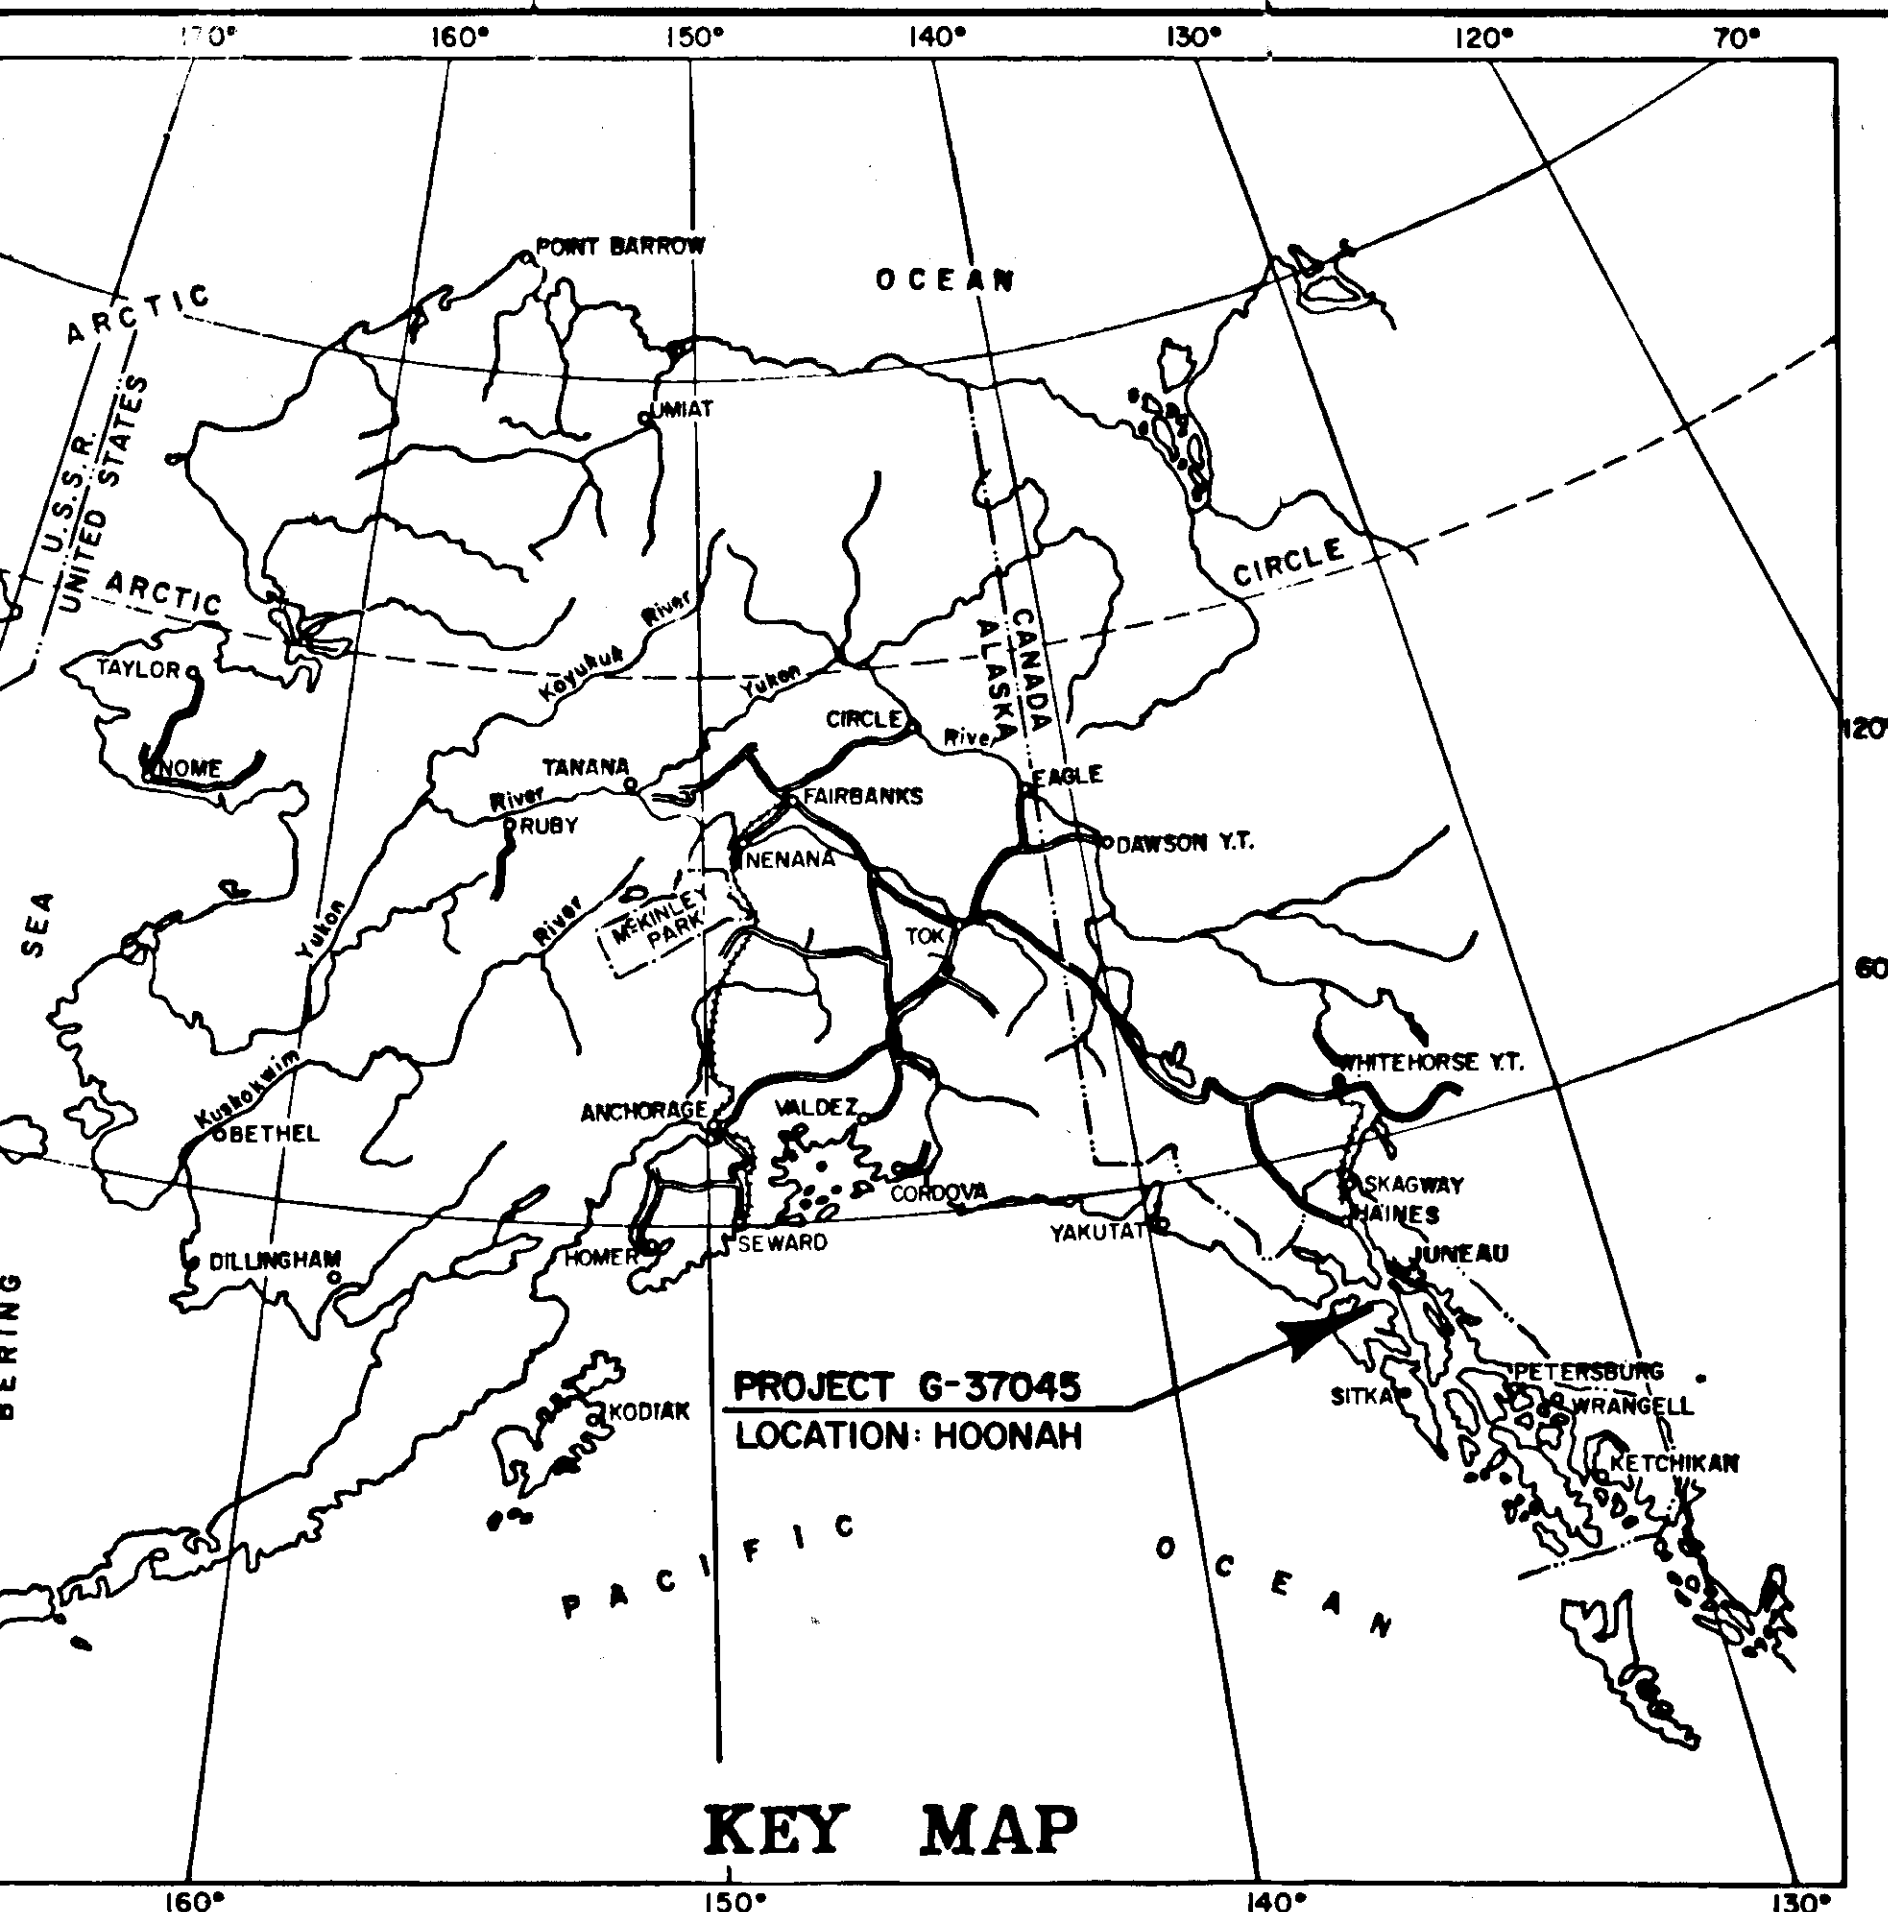 170° 160° 150° 140° 130° 120° 70°
POINT BARROW
OCEAN
ARCTIC
U.S.S.R.
UNITED STATES
UMIAT
ARCTIC
CIRCLE
River
Koyukuk
Yukon
CANADA
ALASKA
TAYLOR
CIRCLE
River
120°
NOME
TANANA
EAGLE
River
FAIRBANKS
RUBY
DAWSON Y.T.
NENANA
SEA
Yukon
River
McKINLEY
PARK
TOK
60°
WHITEHORSE Y.T.
Kuskokwim
ANCHORAGE
VALDEZ
BETHEL
CORDOVA
SKAGWAY
HAINES
YAKUTAT
SEWARD
HOMER
DILLINGHAM
JUNEAU
BERING
PROJECT G-37045
LOCATION: HOONAH
PETERSBURG
SITKA
WRANGELL
KODIAK
KETCHIKAN
PACIFIC
OCEAN
KEY MAP
160° 150° 140° 130°